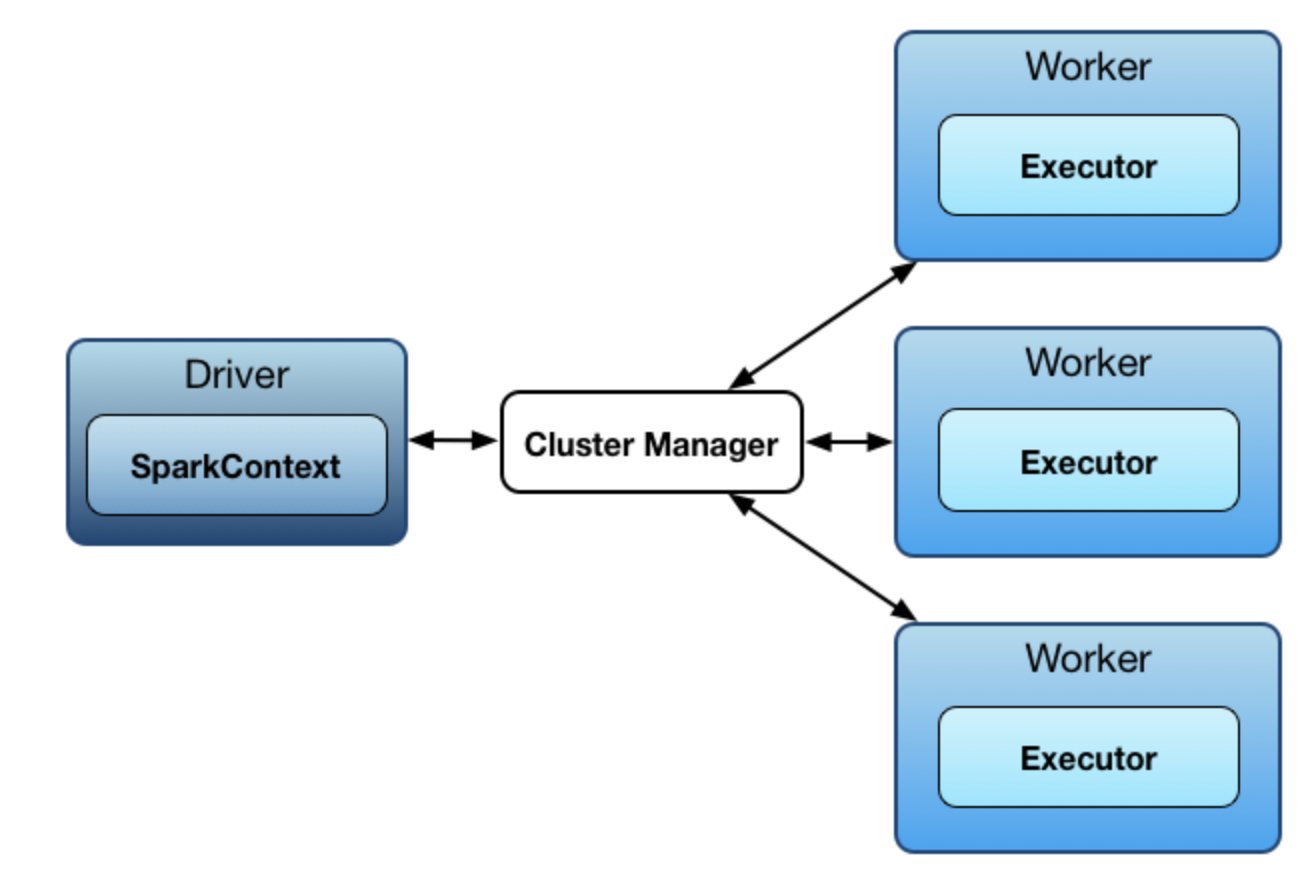 Driver
SparkContext
Cluster Manager
Worker
Executor
Worker
Executor
Worker
Executor